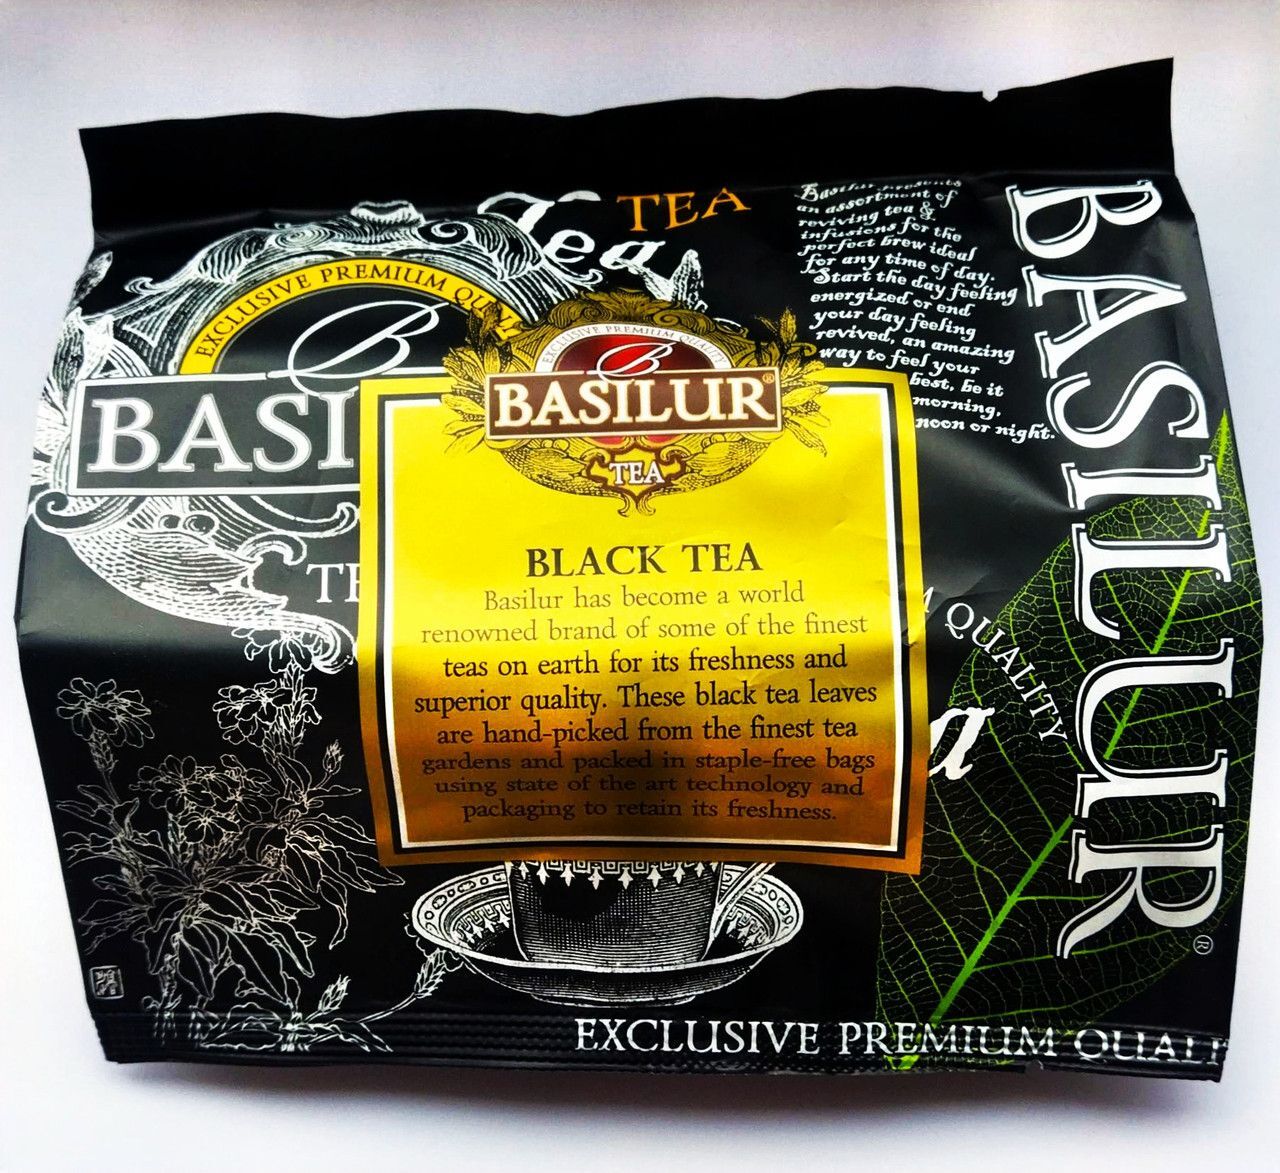 TEA
Tea
Basilur presents
an assortment of
reviving tea &
infusions for the
perfect brew ideal
for any time of day.
Start the day feeling
energized or end
your day feeling
revived, an amazing
way to feel your
best, be it
morning,
noon or night.
BASILUR®
EXCLUSIVE PREMIUM QU
B
BASI
TE
EXCLUSIVE PREMIUM QUALITY
B
BASILUR®
TEA
BLACK TEA
Basilur has become a world
renowned brand of some of the finest
teas on earth for its freshness and
superior quality. These black tea leaves
are hand-picked from the finest tea
gardens and packed in staple-free bags
using state of the art technology and
packaging to retain its freshness.
M QUALITY
a
EXCLUSIVE PREMIUM QUALI